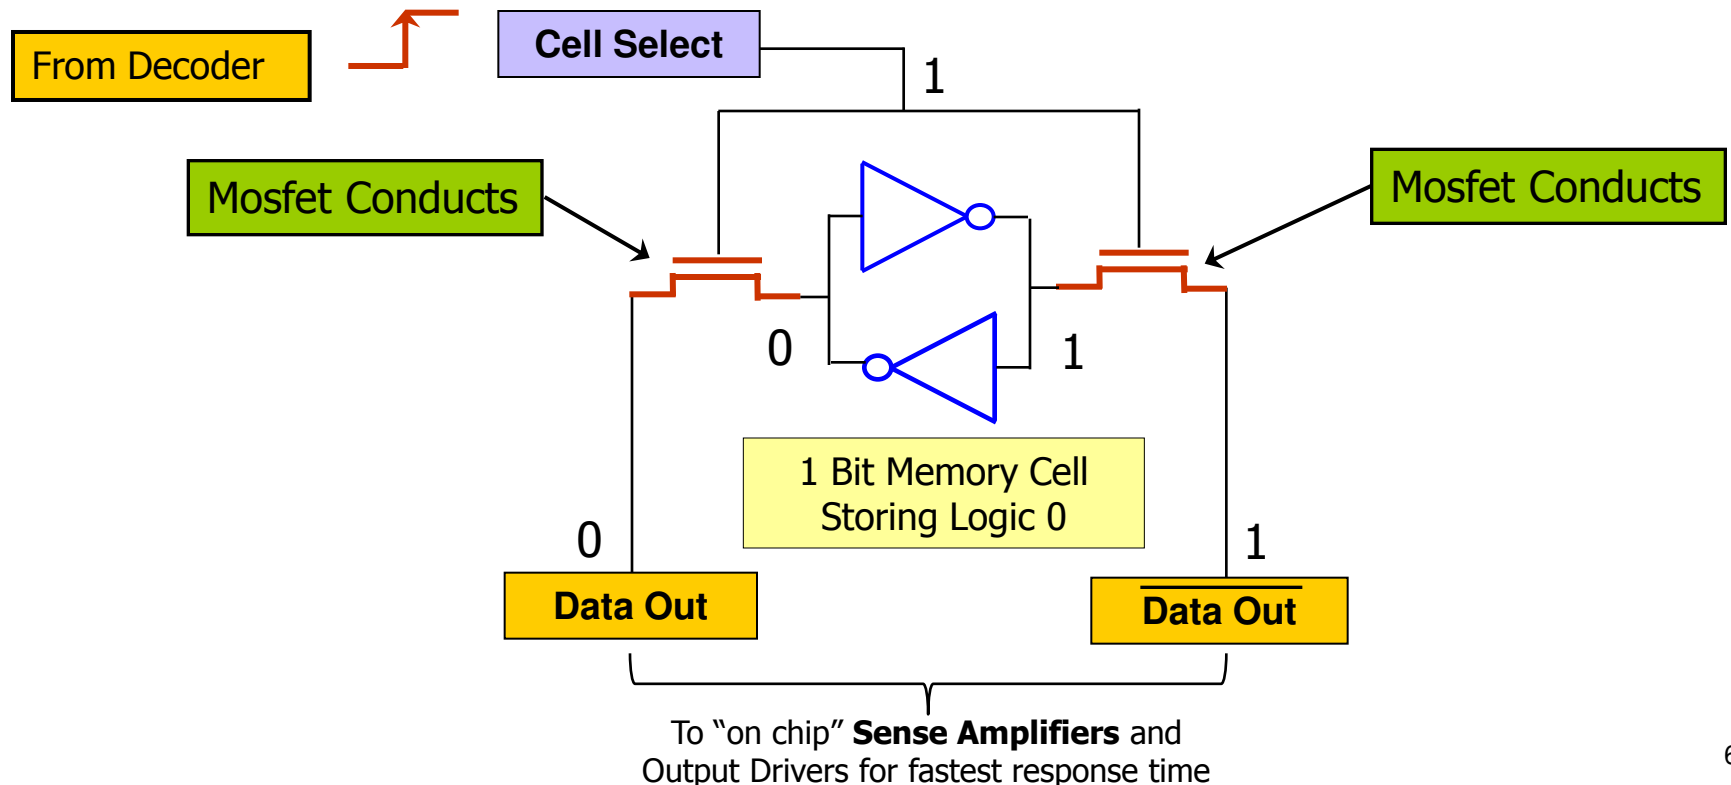 From Decoder
Cell Select
1
Mosfet Conducts
Mosfet Conducts
0
1
1 Bit Memory Cell
Storing Logic 0
0
1
Data Out
Data Out
To “on chip” Sense Amplifiers and
Output Drivers for fastest response time
6